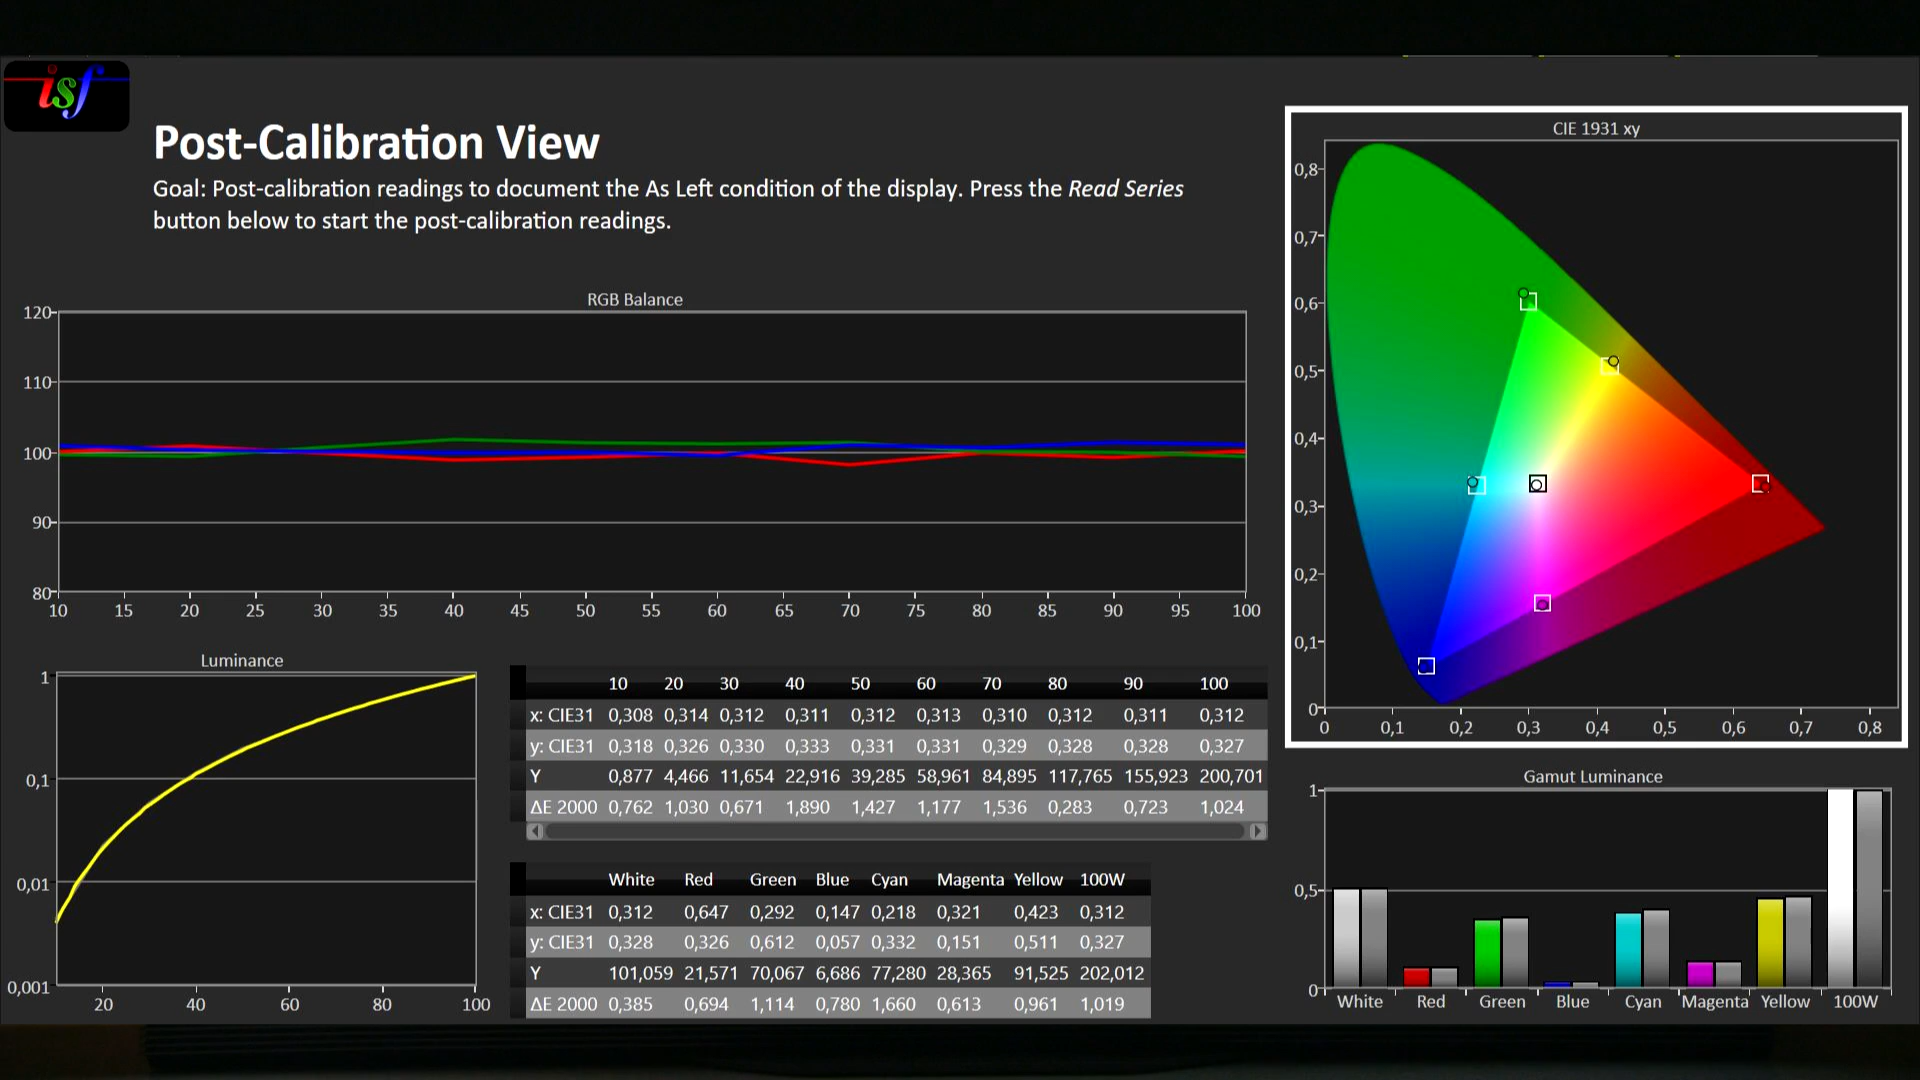 isf
Post-Calibration View
Goal: Post-calibration readings to document the As Left condition of the display. Press the Read Series
button below to start the post-calibration readings.
RGB Balance
120
110
100
90
80
10 15 20 25 30 35 40 45 50 55 60 65 70 75 80 85 90 95 100
CIE 1931 xy
0,8
0,7
0,6
0,5
0,4
0,3
0,2
0,1
0
0 0,1 0,2 0,3 0,4 0,5 0,6 0,7 0,8
Luminance
1
0,1
0,01
0,001
20 40 60 80 100
10 20 30 40 50 60 70 80 90 100
x: CIE31 0,308 0,314 0,312 0,311 0,312 0,313 0,310 0,312 0,311 0,312
y: CIE31 0,318 0,326 0,330 0,333 0,331 0,331 0,329 0,328 0,328 0,327
Y 0,877 4,466 11,654 22,916 39,285 58,961 84,895 117,765 155,923 200,701
ΔE 2000 0,762 1,030 0,671 1,890 1,427 1,177 1,536 0,283 0,723 1,024
White Red Green Blue Cyan Magenta Yellow 100W
x: CIE31 0,312 0,647 0,292 0,147 0,218 0,321 0,423 0,312
y: CIE31 0,328 0,326 0,612 0,057 0,332 0,151 0,511 0,327
Y 101,059 21,571 70,067 6,686 77,280 28,365 91,525 202,012
ΔE 2000 0,385 0,694 1,114 0,780 1,660 0,613 0,961 1,019
Gamut Luminance
1
0,5
0
White Red Green Blue Cyan Magenta Yellow 100W